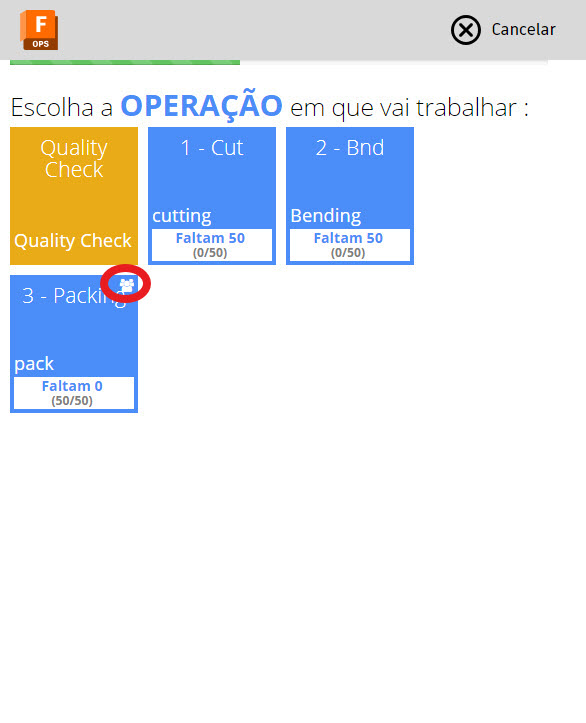 F
OPS
Cancelar
Escolha a OPERAÇÃO em que vai trabalhar :
Quality
Check
Quality Check
1 - Cut
cutting
Faltam 50
(0/50)
2 - Bnd
Bending
Faltam 50
(0/50)
3 - Packing
pack
Faltam 0
(50/50)